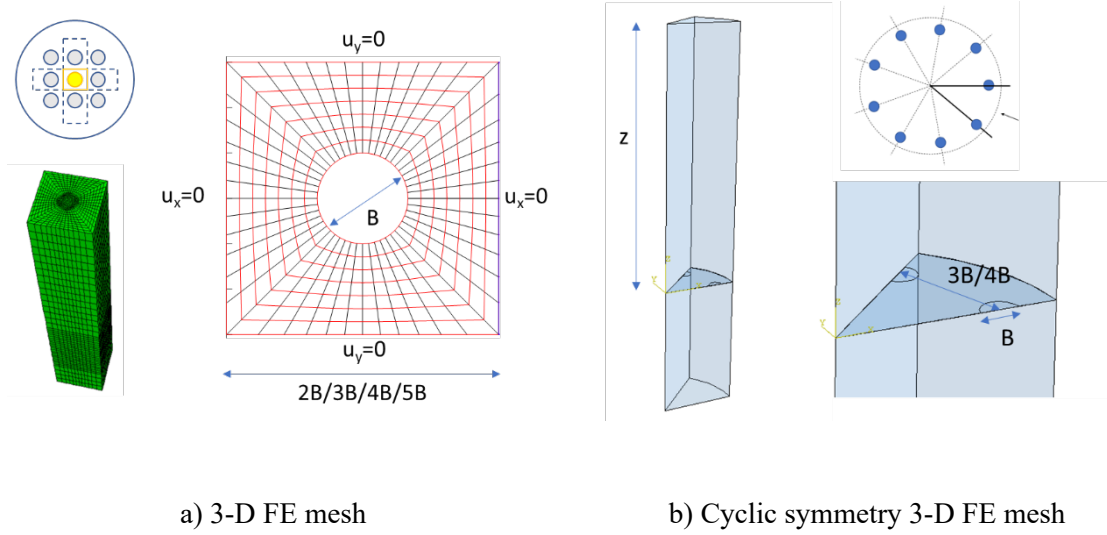 u_y=0
u_x=0
B
u_x=0
u_y=0
2B/3B/4B/5B
Z
3B/4B
B
a) 3-D FE mesh
b) Cyclic symmetry 3-D FE mesh